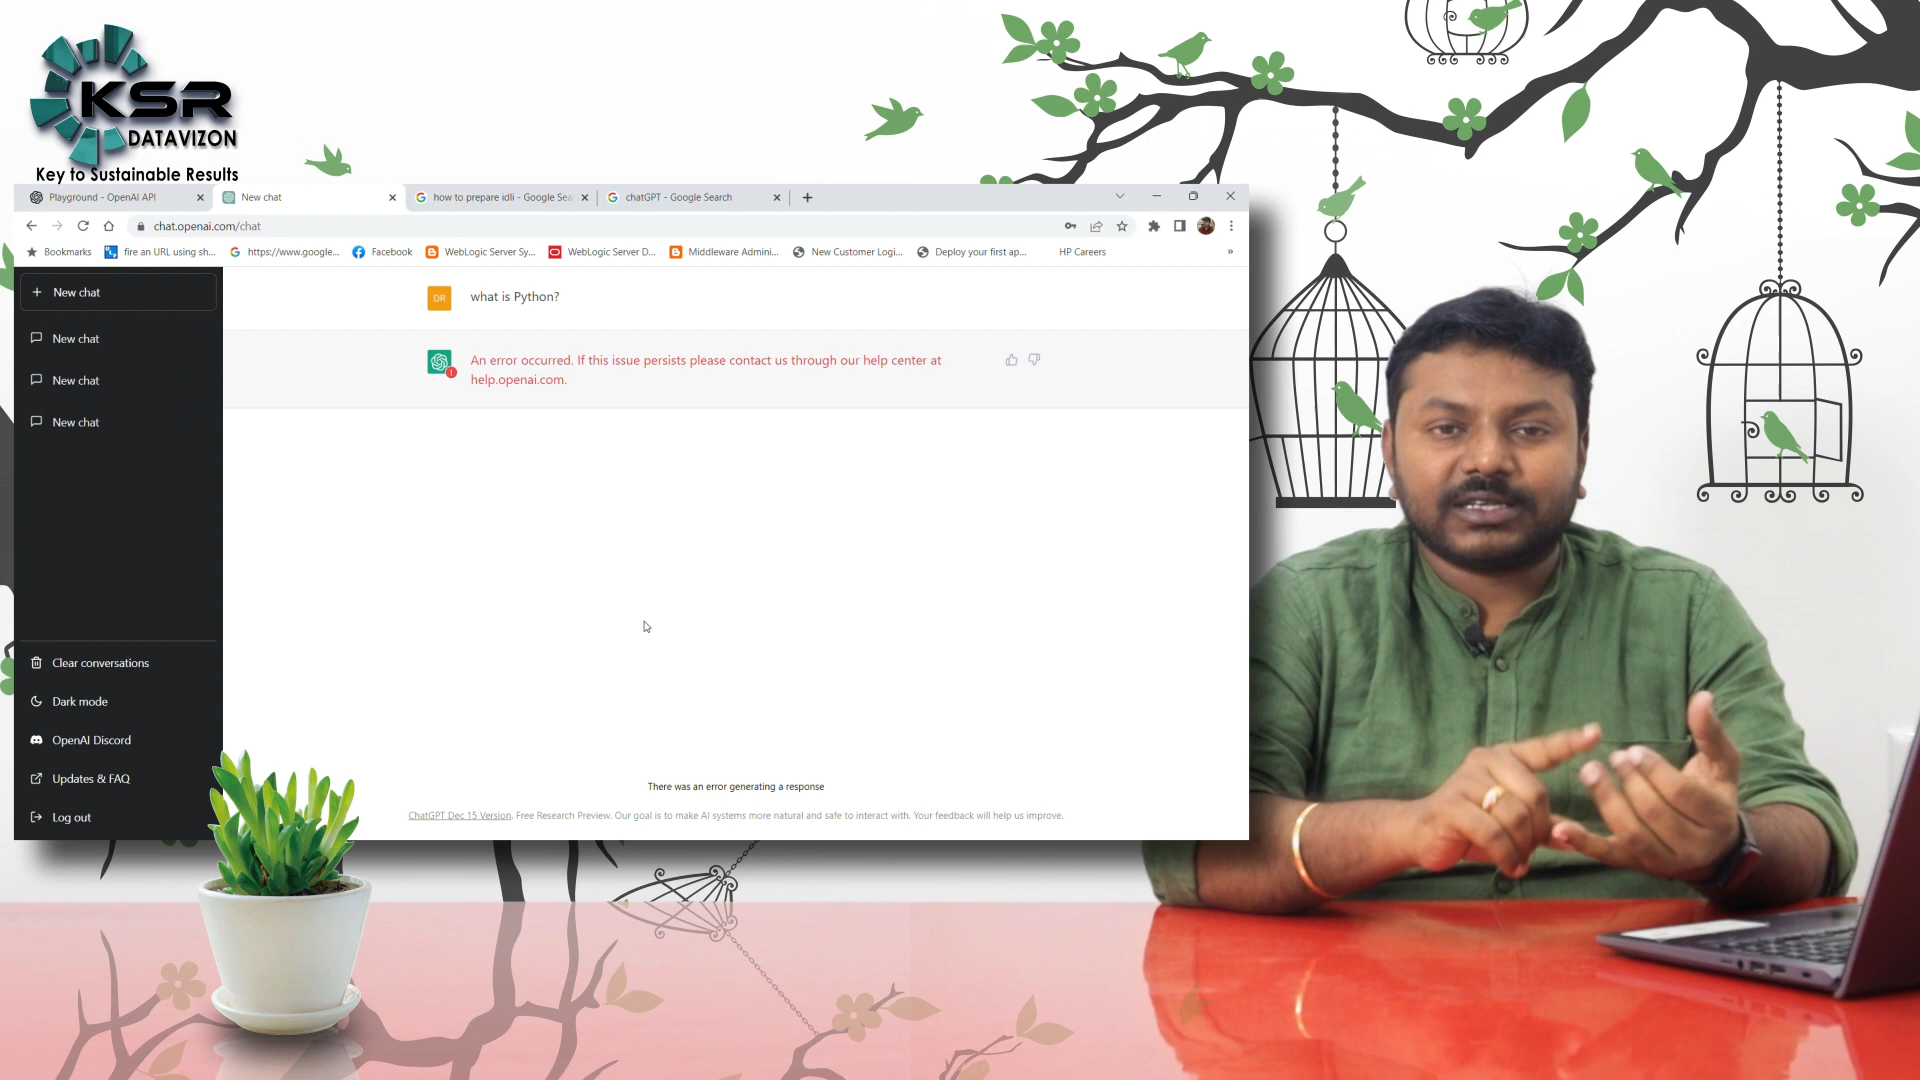 KSR
DATAVIZON
Key to Sustainable Results
Playground - OpenAI API
New chat
how to prepare idli - Google Sea
chatGPT - Google Search
chat.openai.com/chat
Bookmarks
fire an URL using sh...
https://www.google...
Facebook
WebLogic Server Sy...
WebLogic Server D...
Middleware Admini...
New Customer Logi...
Deploy your first ap...
HP Careers
»
+ New chat
New chat
New chat
New chat
Clear conversations
Dark mode
OpenAI Discord
Updates & FAQ
Log out
DR
what is Python?
An error occurred. If this issue persists please contact us through our help center at
help.openai.com.
There was an error generating a response
ChatGPT Dec 15 Version. Free Research Preview. Our goal is to make AI systems more natural and safe to interact with. Your feedback will help us improve.